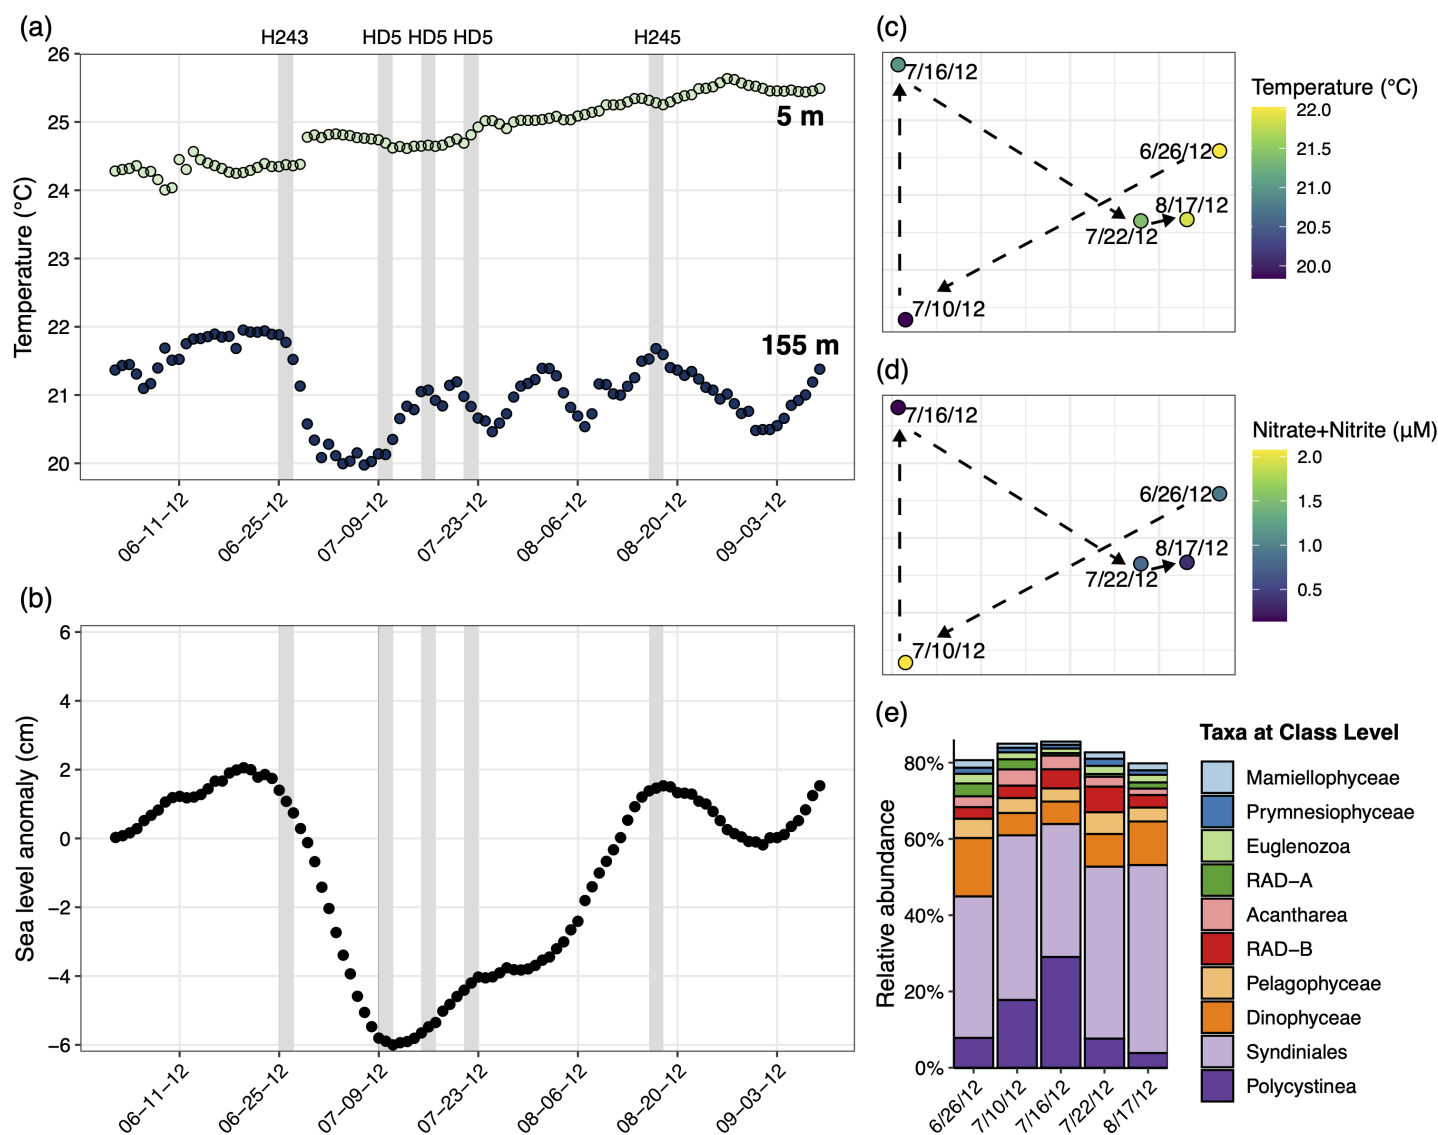 (a)
H243 HD5 HD5 HD5 H245
26
25
24
23
22
21
20
Temperature (°C)
5 m
155 m
06−11−12 06−25−12 07−09−12 07−23−12 08−06−12 08−20−12 09−03−12
(b)
6
4
2
0
−2
−4
−6
Sea level anomaly (cm)
06−11−12 06−25−12 07−09−12 07−23−12 08−06−12 08−20−12 09−03−12
(c)
7/16/12
6/26/12
8/17/12
7/22/12
7/10/12
Temperature (°C)
22.0
21.5
21.0
20.5
20.0
(d)
7/16/12
6/26/12
8/17/12
7/22/12
7/10/12
Nitrate+Nitrite (µM)
2.0
1.5
1.0
0.5
(e)
80%
60%
40%
20%
0%
Relative abundance
6/26/12 7/10/12 7/16/12 7/22/12 8/17/12
Taxa at Class Level
Mamiellophyceae
Prymnesiophyceae
Euglenozoa
RAD−A
Acantharea
RAD−B
Pelagophyceae
Dinophyceae
Syndiniales
Polycystinea